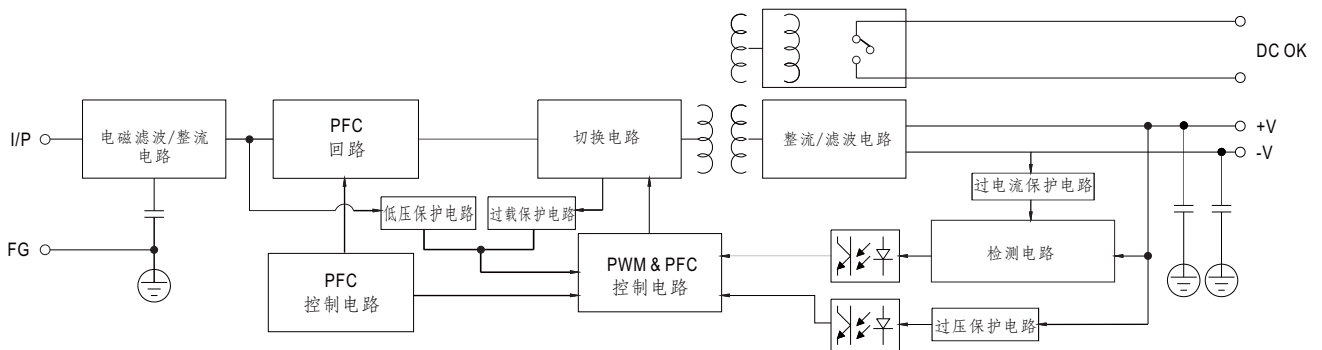 DC OK
I/P
电磁滤波/整流
电路
PFC
回路
切换电路
整流/滤波电路
+V
-V
过电流保护电路
低压保护电路
过载保护电路
FG
PFC
控制电路
PWM & PFC
控制电路
检测电路
过压保护电路